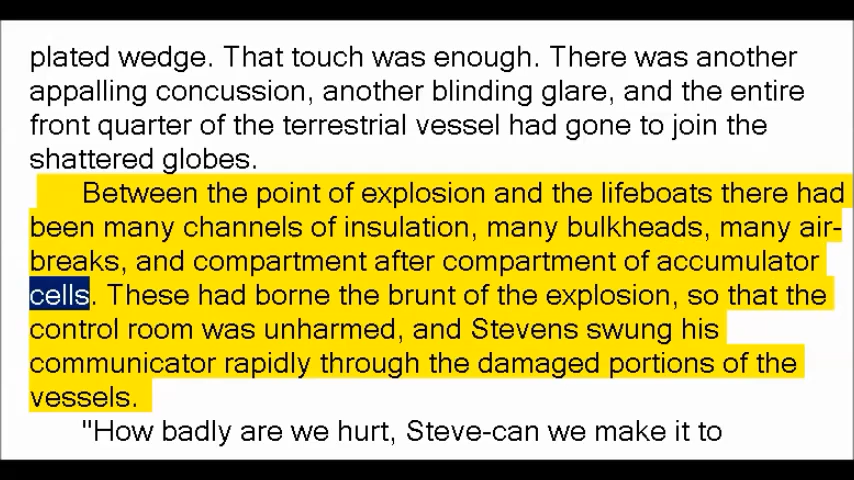 plated wedge. That touch was enough. There was another
appalling concussion, another blinding glare, and the entire
front quarter of the terrestrial vessel had gone to join the
shattered globes.
Between the point of explosion and the lifeboats there had
been many channels of insulation, many bulkheads, many air-
breaks, and compartment after compartment of accumulator
cells. These had borne the brunt of the explosion, so that the
control room was unharmed, and Stevens swung his
communicator rapidly through the damaged portions of the
vessels.
"How badly are we hurt, Steve-can we make it to